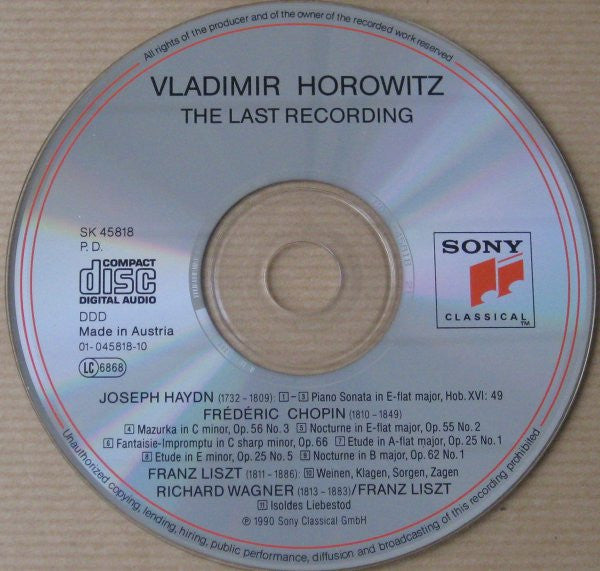 All rights of the producer and of the owner of the recorded work reserved
VLADIMIR HOROWITZ
THE LAST RECORDING
SK 45818
P. D.
COMPACT
disc
DIGITAL AUDIO
DDD
Made in Austria
01-045818-10
LC 6868
SONY
CLASSICAL™
JOSEPH HAYDN (1732 – 1809): 1 – 3 Piano Sonata in E-flat major, Hob. XVI: 49
FRÉDÉRIC CHOPIN (1810 – 1849)
4 Mazurka in C minor, Op. 56 No. 3 5 Nocturne in E-flat major, Op. 55 No. 2
6 Fantaisie-Impromptu in C sharp minor, Op. 66 7 Etude in A-flat major, Op. 25 No. 1
8 Etude in E minor, Op. 25 No. 5 9 Nocturne in B major, Op. 62 No. 1
FRANZ LISZT (1811 – 1886): 10 Weinen, Klagen, Sorgen, Zagen
RICHARD WAGNER (1813 – 1883)/FRANZ LISZT
11 Isoldes Liebestod
℗ 1990 Sony Classical GmbH
Unauthorized copying, lending, hiring, public performance, diffusion and broadcasting of this recording prohibited